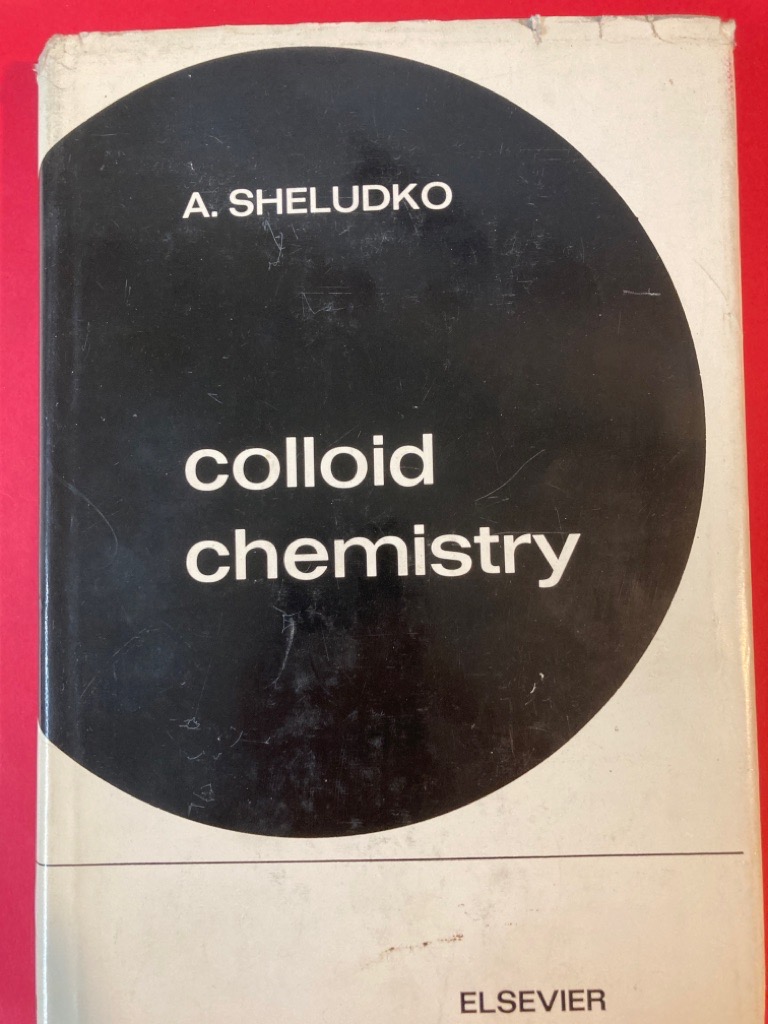 A. SHELUDKO
colloid
chemistry
ELSEVIER